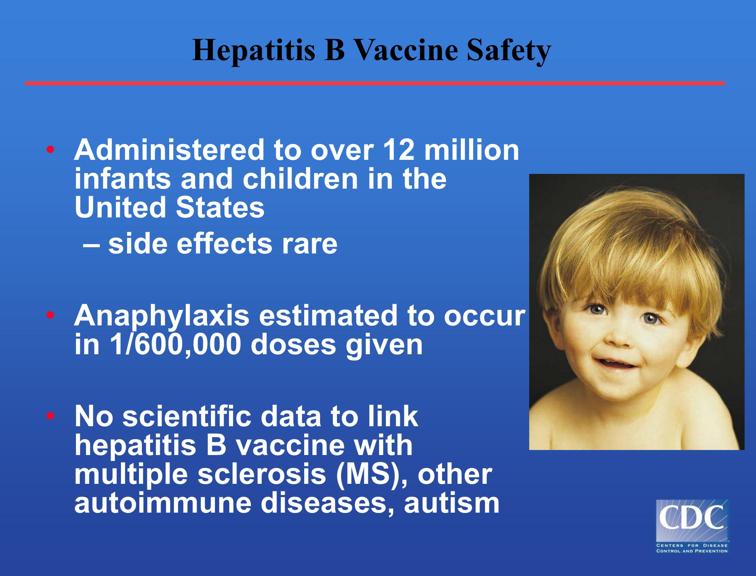 Hepatitis B Vaccine Safety
• Administered to over 12 million
infants and children in the
United States
– side effects rare
• Anaphylaxis estimated to occur
in 1/600,000 doses given
• No scientific data to link
hepatitis B vaccine with
multiple sclerosis (MS), other
autoimmune diseases, autism
CDC
CENTERS FOR DISEASE
CONTROL AND PREVENTION